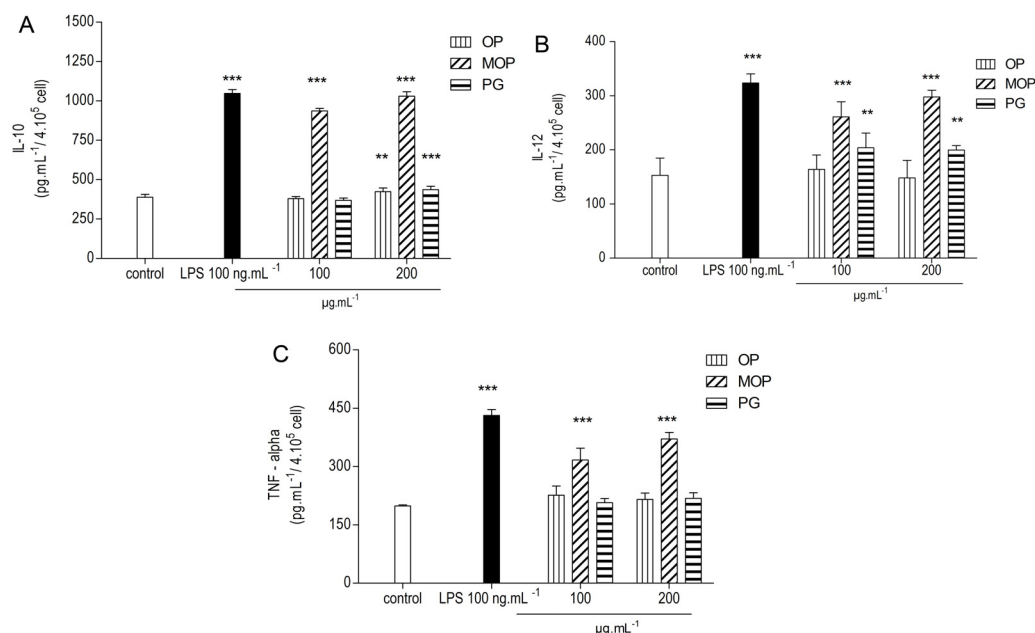 A
1500
1250
1000
750
500
250
0
IL-10
(pg.mL⁻¹/ 4.10⁵ cell)
***
***
***
**
***
OP
MOP
PG
control
LPS 100 ng.mL ⁻¹
100
200
µg.mL⁻¹
B
400
300
200
100
0
IL-12
(pg.mL⁻¹/ 4.10⁵ cell)
***
***
**
***
**
OP
MOP
PG
control
LPS 100 ng.mL ⁻¹
100
200
µg.mL⁻¹
C
600
450
300
150
0
TNF - alpha
(pg.mL⁻¹/ 4.10⁵ cell)
***
***
***
OP
MOP
PG
control
LPS 100 ng.mL ⁻¹
100
200
µg.mL⁻¹